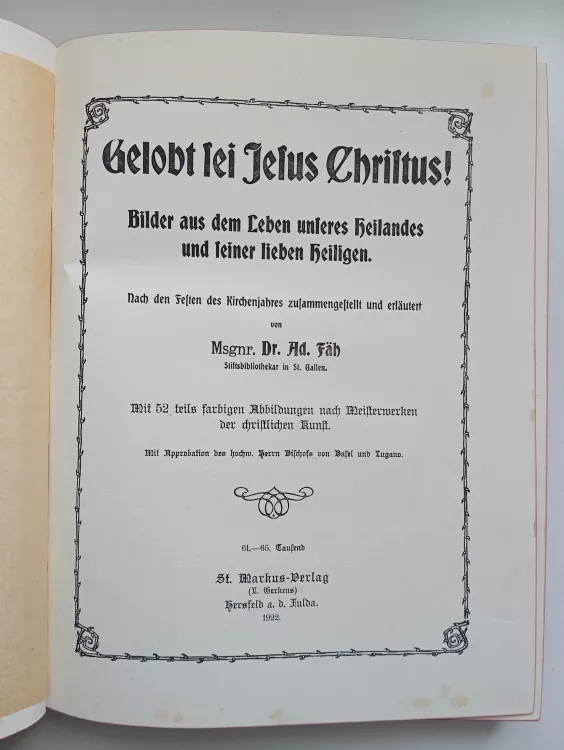 Gelobt ſei Jeſus Chriſtus!
Bilder aus dem Leben unſeres Heilandes
und ſeiner lieben Heiligen.
Nach den Feſten des Kirchenjahres zuſammengeſtellt und erläutert
von
Msgnr. Dr. Ad. Fäh
Stiftsbibliothekar in St. Gallen.
Mit 52 teils farbigen Abbildungen nach Meiſterwerken
der chriſtlichen Kunſt.
Mit Approbation des hochw. Herrn Biſchofs von Baſel und Lugano.
61.—65. Tauſend
St. Markus-Verlag
(L. Gerkens)
Hersfeld a. d. Fulda.
1922.